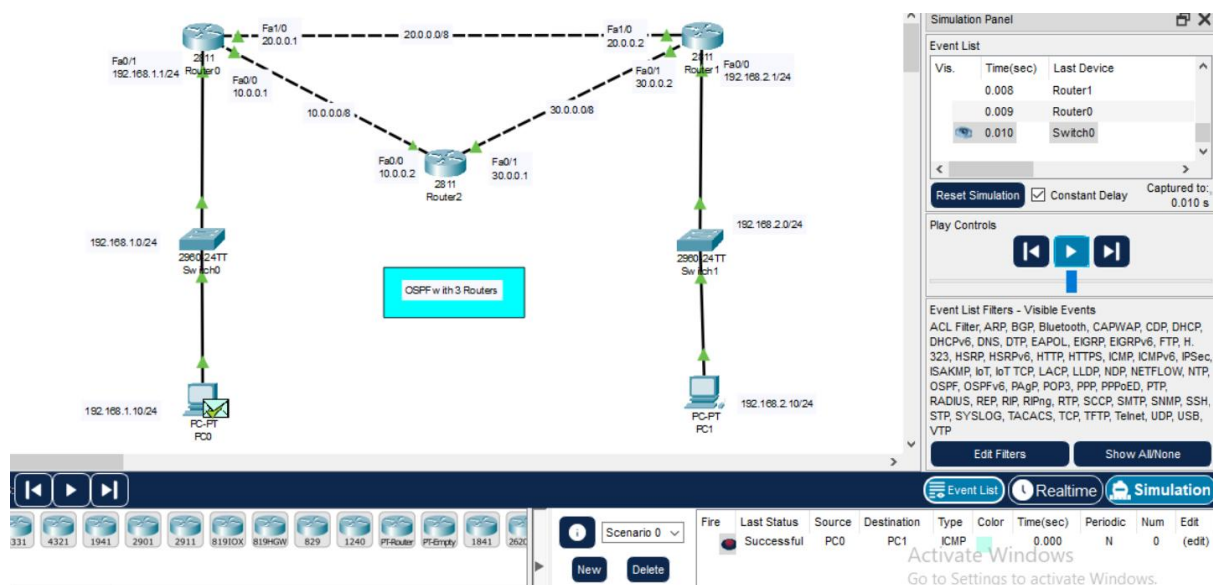 Fa1/0
20.0.0.1
20.0.0.0/8
Fa1/0
20.0.0.2
2811
Router0
2811
Router1
Fa0/1
192.168.1.1/24
Fa0/0
10.0.0.1
Fa0/1
30.0.0.2
Fa0/0
192.168.2.1/24
10.0.0.0/8
30.0.0.0/8
Fa0/0
10.0.0.2
2811
Router2
Fa0/1
30.0.0.1
192.168.1.0/24
2960 24TT
Switch0
192.168.2.0/24
2960 24TT
Switch1
OSPF with 3 Routers
192.168.1.10/24
PC-PT
PC0
192.168.2.10/24
PC-PT
PC1
Simulation Panel
Event List
Vis. Time(sec) Last Device
0.008 Router1
0.009 Router0
0.010 Switch0
Reset Simulation Constant Delay Captured to:
0.010 s
Play Controls
Event List Filters - Visible Events
ACL Filter, ARP, BGP, Bluetooth, CAPWAP, CDP, DHCP,
DHCPv6, DNS, DTP, EAPOL, EIGRP, EIGRPv6, FTP, H.
323, HSRP, HSRPv6, HTTP, HTTPS, ICMP, ICMPv6, IPSec,
ISAKMP, IoT, IoT TCP, LACP, LLDP, NDP, NETFLOW, NTP,
OSPF, OSPFv6, PAgP, POP3, PPP, PPPoED, PTP,
RADIUS, REP, RIP, RIPng, RTP, SCCP, SMTP, SNMP, SSH,
STP, SYSLOG, TACACS, TCP, TFTP, Telnet, UDP, USB,
VTP
Edit Filters Show All/None
Event List Realtime Simulation
331 4321 1941 2901 2911 819IOX 819HGW 829 1240 PT-Router PT-Empty 1841 2620
Scenario 0
New Delete
Fire Last Status Source Destination Type Color Time(sec) Periodic Num Edit
Successful PC0 PC1 ICMP 0.000 N 0 (edit)
Activate Windows
Go to Settings to activate Windows.